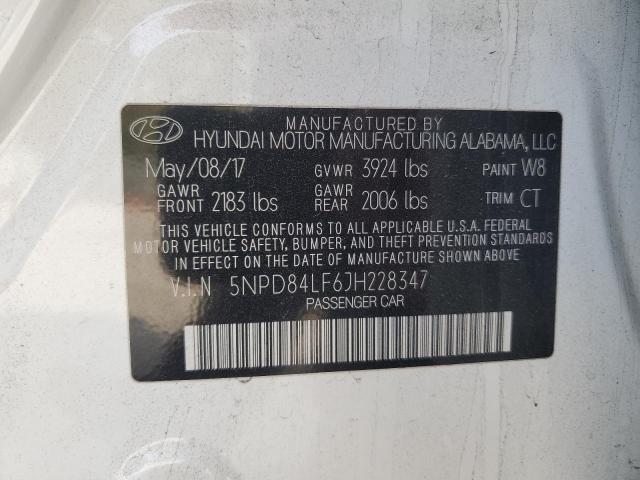 MANUFACTURED BY
HYUNDAI MOTOR MANUFACTURING ALABAMA, LLC
May/08/17 GVWR 3924 lbs PAINT W8
GAWR FRONT 2183 lbs GAWR REAR 2006 lbs TRIM CT
THIS VEHICLE CONFORMS TO ALL APPLICABLE U.S.A. FEDERAL
MOTOR VEHICLE SAFETY, BUMPER, AND THEFT PREVENTION STANDARDS
IN EFFECT ON THE DATE OF MANUFACTURE SHOWN ABOVE
V.I.N 5NPD84LF6JH228347
PASSENGER CAR